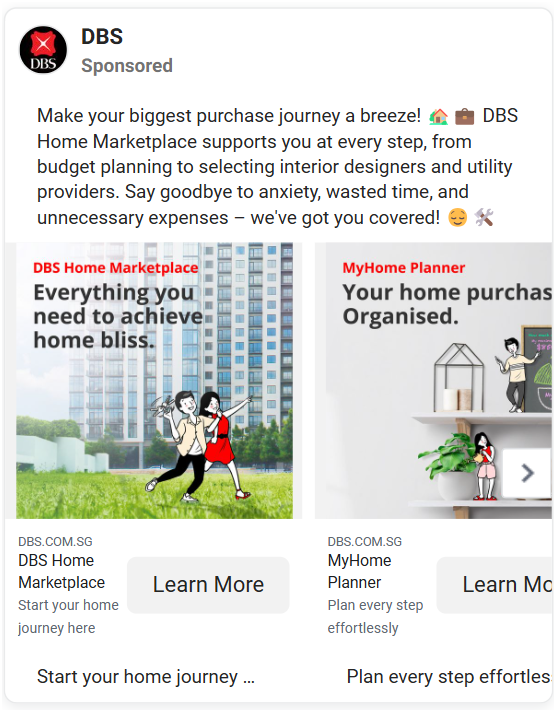 DBS
DBS
Sponsored
Make your biggest purchase journey a breeze! 🏠 💼 DBS
Home Marketplace supports you at every step, from
budget planning to selecting interior designers and utility
providers. Say goodbye to anxiety, wasted time, and
unnecessary expenses – we've got you covered! 😌 🛠️
DBS Home Marketplace
Everything you
need to achieve
home bliss.
MyHome Planner
Your home purchas
Organised.
DBS.COM.SG
DBS Home
Marketplace
Start your home
journey here
Learn More
DBS.COM.SG
MyHome
Planner
Plan every step
effortlessly
Learn Mo
Start your home journey ...
Plan every step effortles